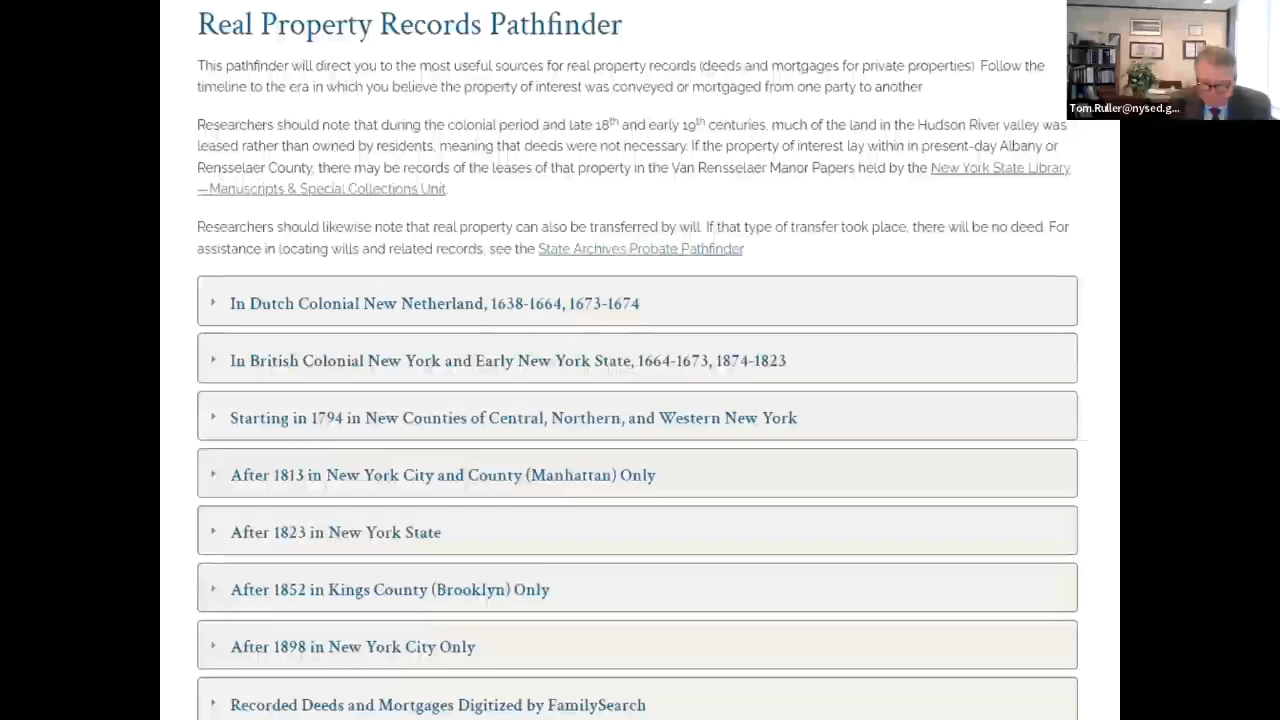 Real Property Records Pathfinder
This pathfinder will direct you to the most useful sources for real property records (deeds and mortgages for private properties). Follow the
timeline to the era in which you believe the property of interest was conveyed or mortgaged from one party to another
Researchers should note that during the colonial period and late 18th and early 19th centuries, much of the land in the Hudson River valley was
leased rather than owned by residents, meaning that deeds were not necessary. If the property of interest lay within in present-day Albany or
Rensselaer County, there may be records of the leases of that property in the Van Rensselaer Manor Papers held by the New York State Library
—Manuscripts & Special Collections Unit.
Researchers should likewise note that real property can also be transferred by will. If that type of transfer took place, there will be no deed. For
assistance in locating wills and related records, see the State Archives Probate Pathfinder
In Dutch Colonial New Netherland, 1638-1664, 1673-1674
In British Colonial New York and Early New York State, 1664-1673, 1874-1823
Starting in 1794 in New Counties of Central, Northern, and Western New York
After 1813 in New York City and County (Manhattan) Only
After 1823 in New York State
After 1852 in Kings County (Brooklyn) Only
After 1898 in New York City Only
Recorded Deeds and Mortgages Digitized by FamilySearch
Tom.Ruller@nysed.g...